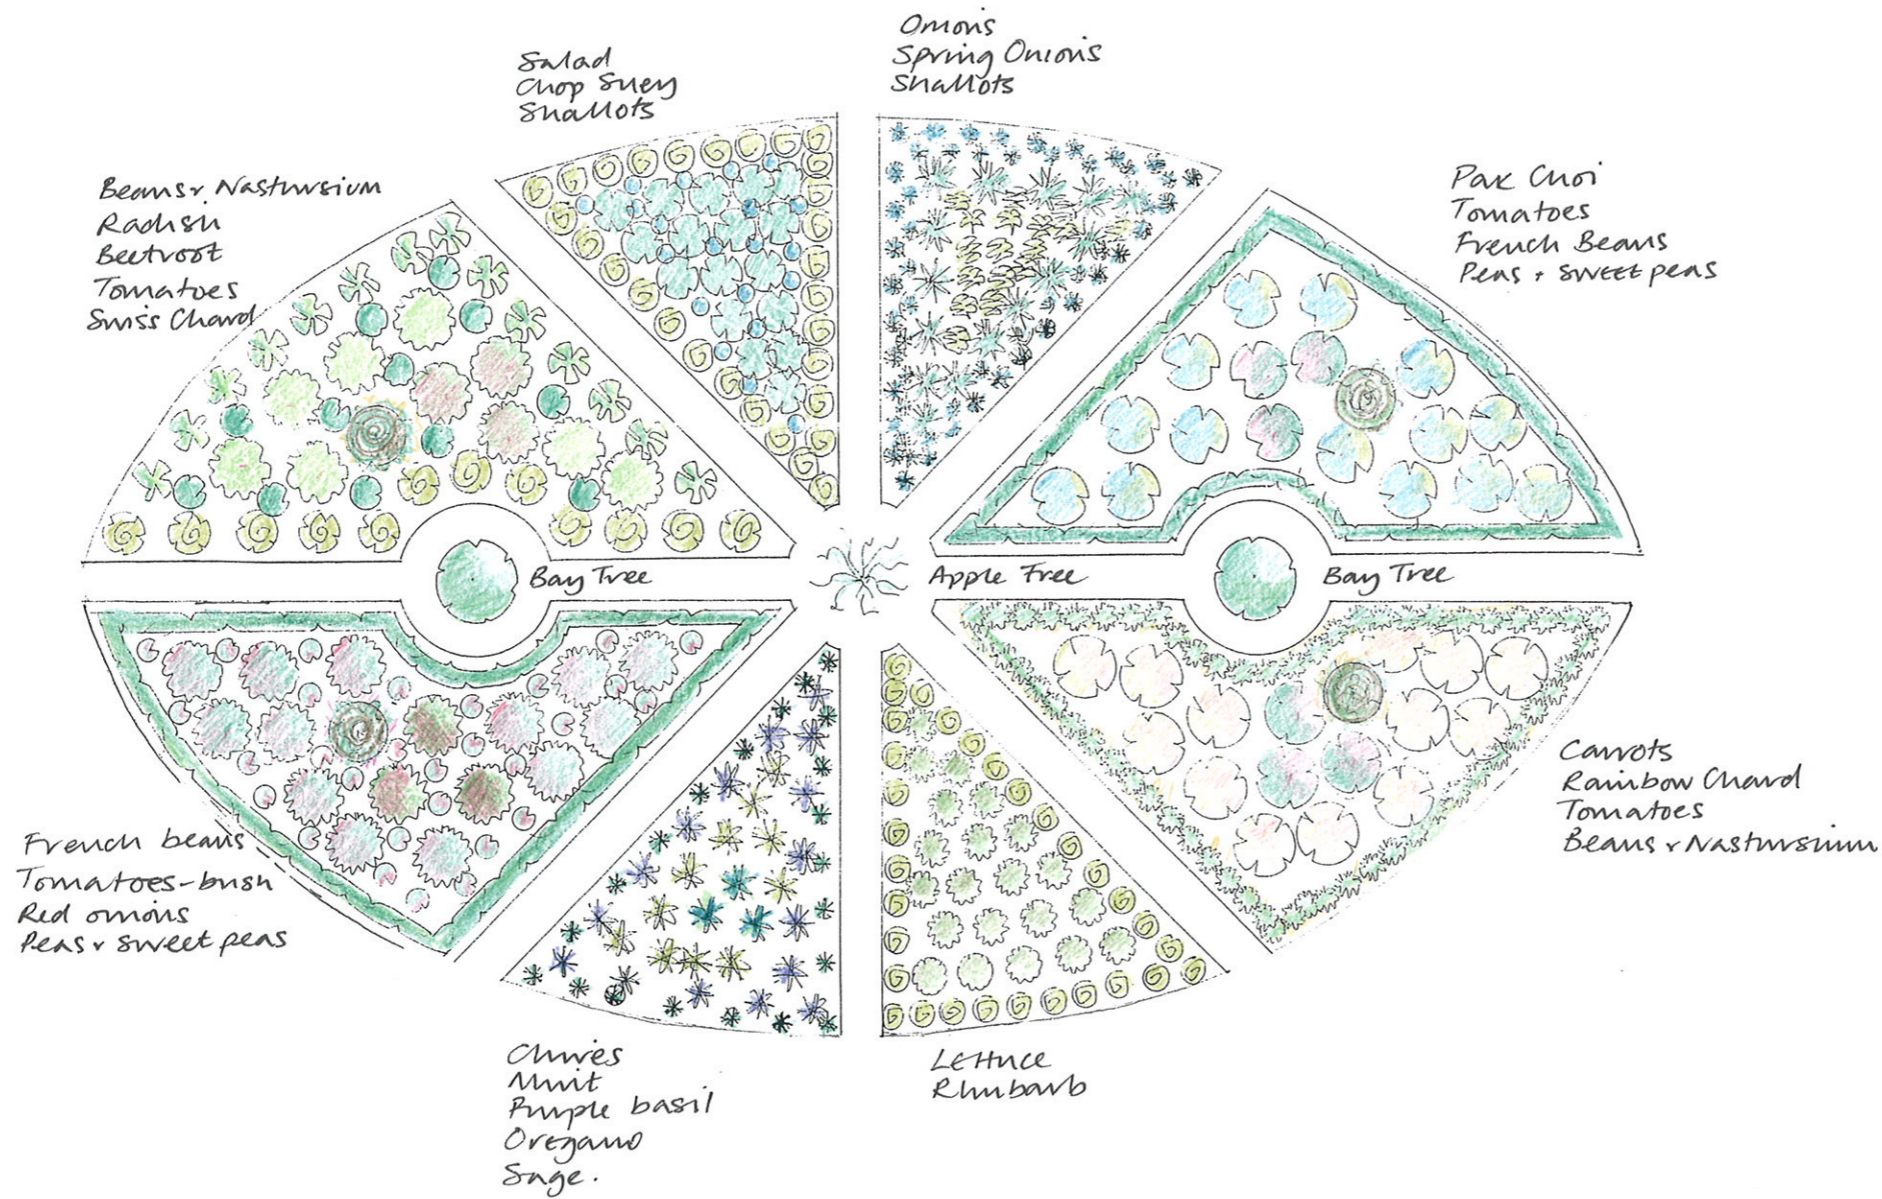 Salad
Chop Suey
Shallots
Onions
Spring Onions
Shallots
Beans + Nastursium
Radish
Beetroot
Tomatoes
Swiss Chard
Pak Choi
Tomatoes
French Beans
Peas + sweet peas
Bay Tree
Apple Tree
Bay Tree
French beans
Tomatoes-bush
Red onions
Peas + sweet peas
Carrots
Rainbow Chard
Tomatoes
Beans + Nastursium
Chives
Mint
Purple basil
Oregano
Sage.
Lettuce
Rhubarb